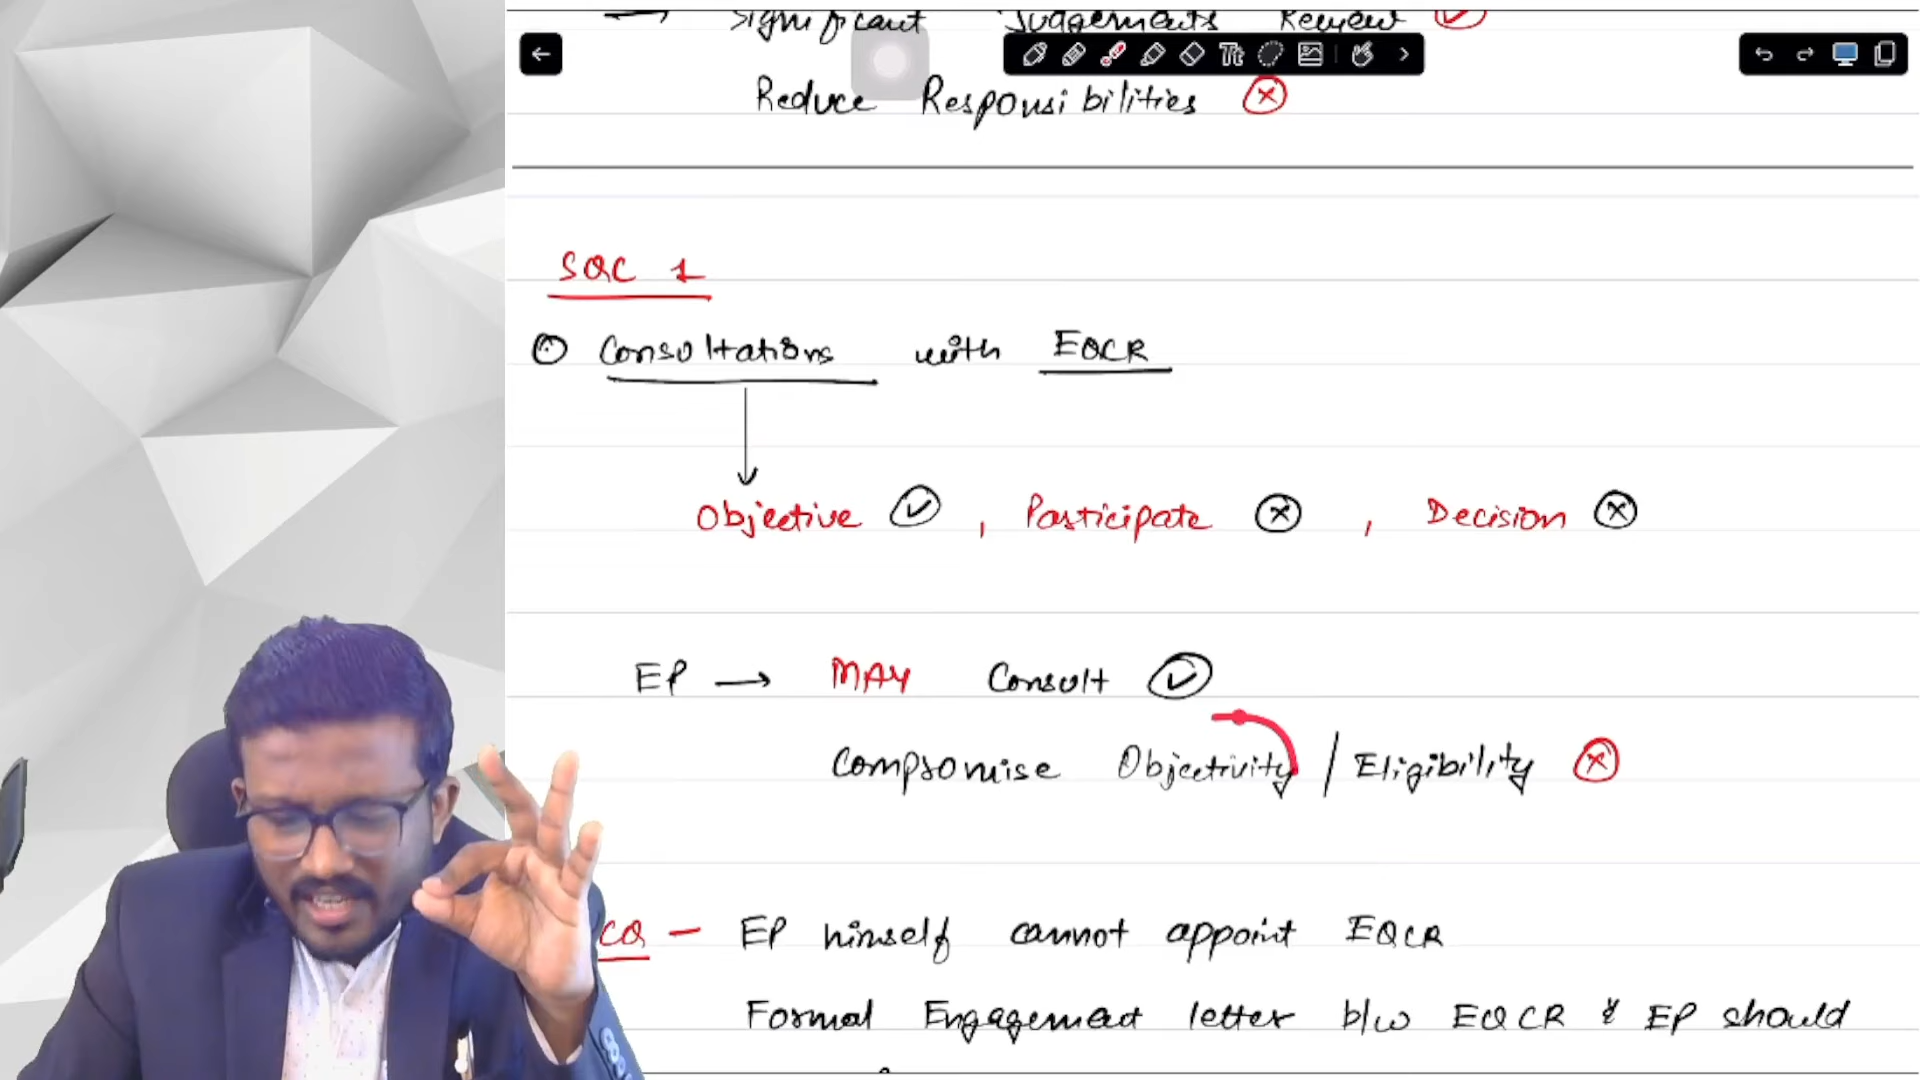 Significant Judgements Review
Reduce Responsibilities
SQC 1
Consultations with EQCR
Objective , Participate , Decision
EP → MAY Consult
Compromise Objectivity / Eligibility
CQ - EP himself cannot appoint EQCR
Formal Engagement letter b/w EQCR & EP should